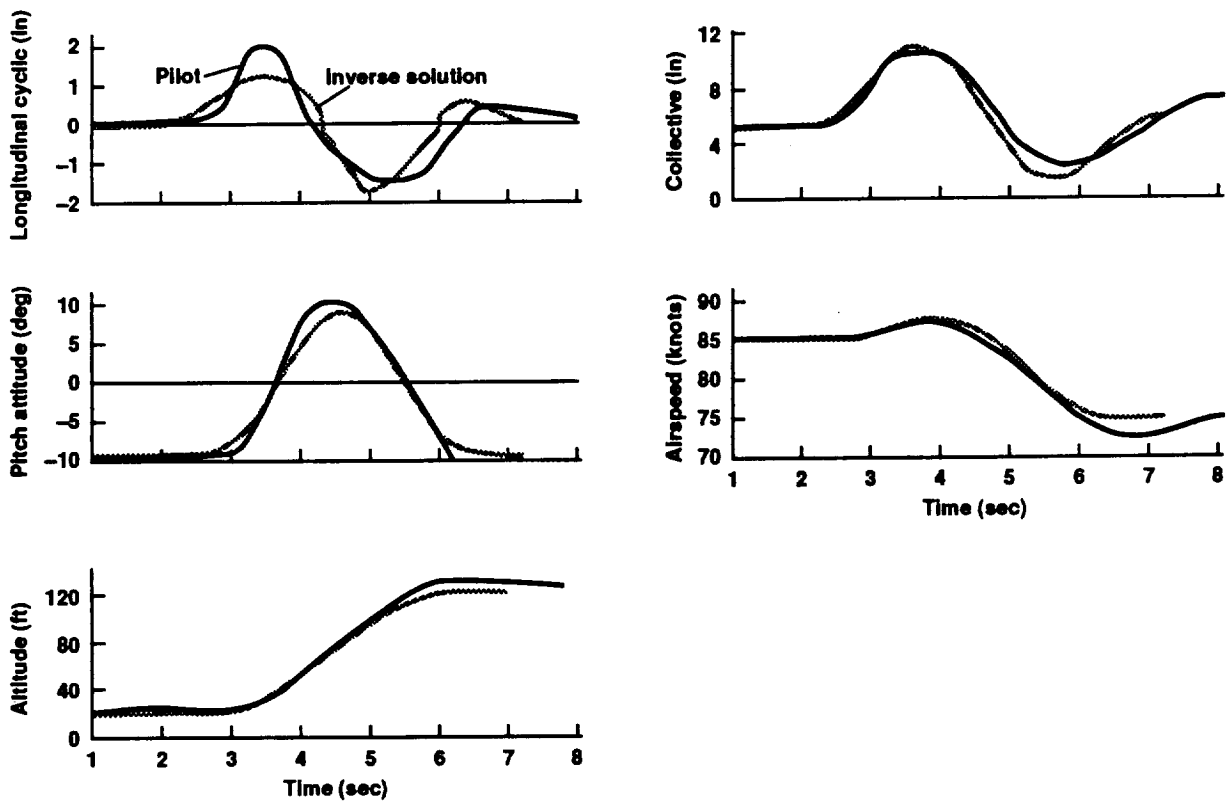 Longitudinal cyclic (in)
2
1
0
−1
−2
Pilot
Inverse solution
Collective (in)
12
8
4
0
Pitch attitude (deg)
10
5
0
−5
−10
Airspeed (knots)
90
85
80
75
70
1 2 3 4 5 6 7 8
Time (sec)
Altitude (ft)
120
80
40
0
1 2 3 4 5 6 7 8
Time (sec)